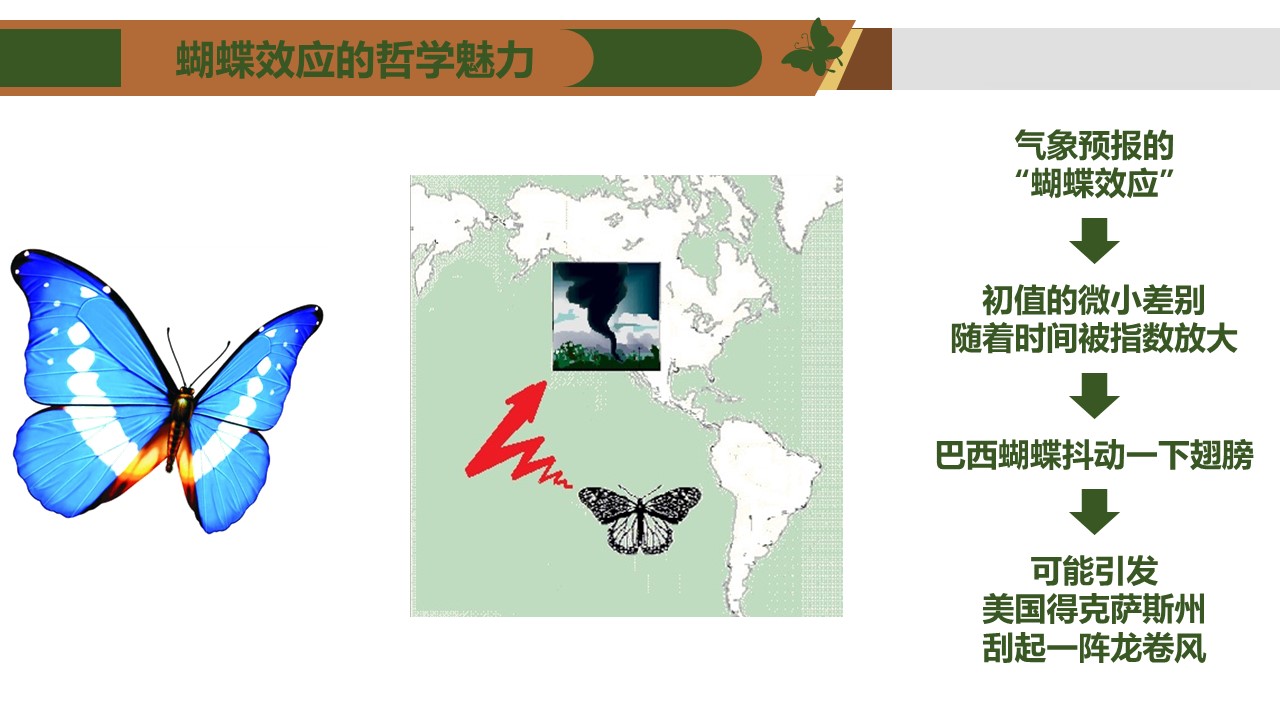 蝴蝶效应的哲学魅力
气象预报的
“蝴蝶效应”
初值的微小差别
随着时间被指数放大
巴西蝴蝶抖动一下翅膀
可能引发
美国得克萨斯州
刮起一阵龙卷风